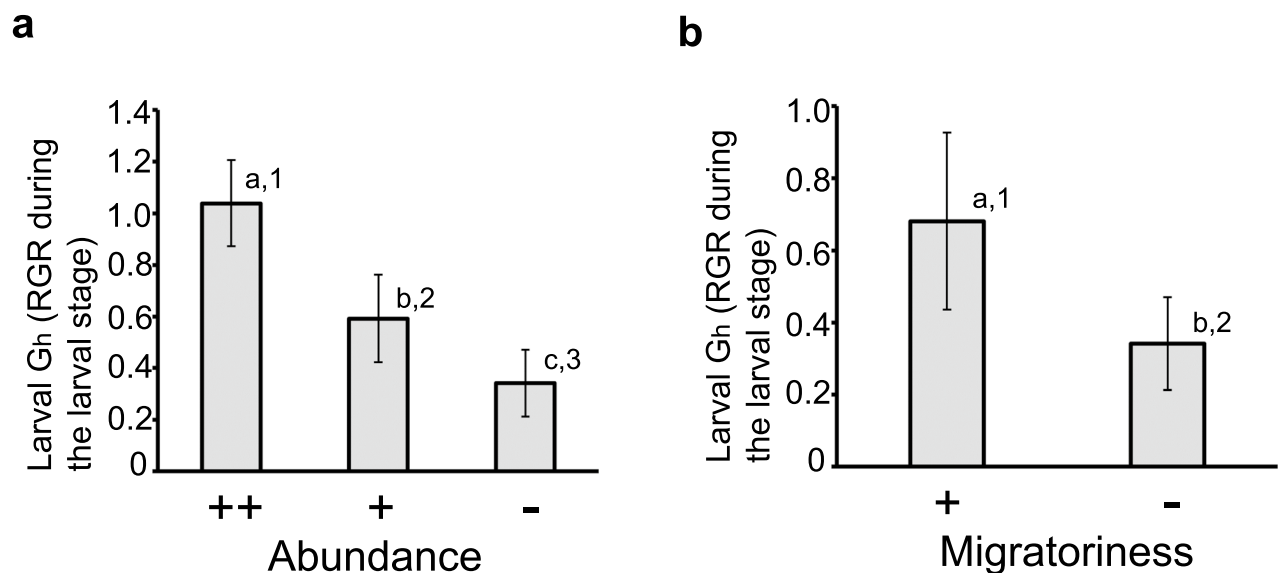 a
1.4
1.2
1.0
0.8
0.6
0.4
0.2
0
Larval Gh (RGR during
the larval stage)
a,1
b,2
c,3
++
+
-
Abundance
b
1.0
0.8
0.6
0.4
0.2
0
Larval Gh (RGR during
the larval stage)
a,1
b,2
+
-
Migratoriness